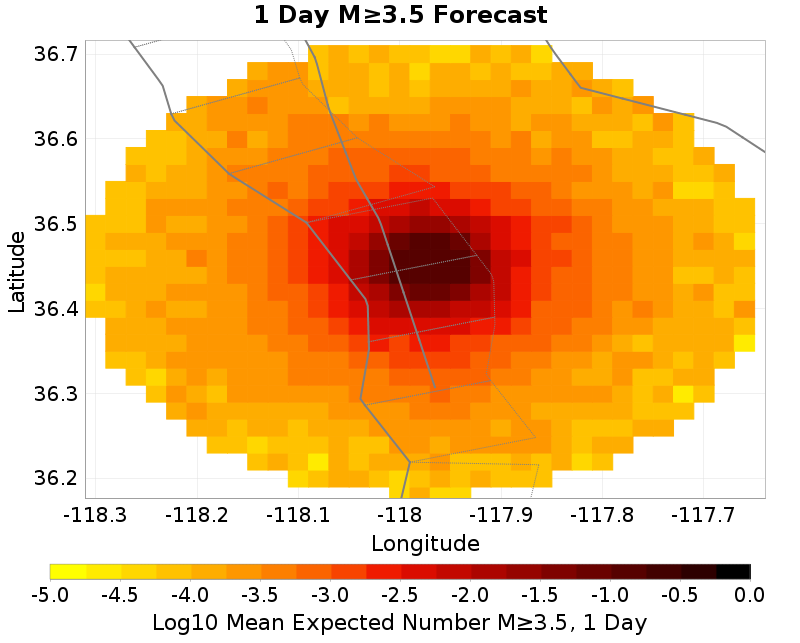 1 Day M≥3.5 Forecast
Latitude
36.7
36.6
36.5
36.4
36.3
36.2
-118.3 -118.2 -118.1 -118 -117.9 -117.8 -117.7
Longitude
-5.0 -4.5 -4.0 -3.5 -3.0 -2.5 -2.0 -1.5 -1.0 -0.5 0.0
Log10 Mean Expected Number M≥3.5, 1 Day